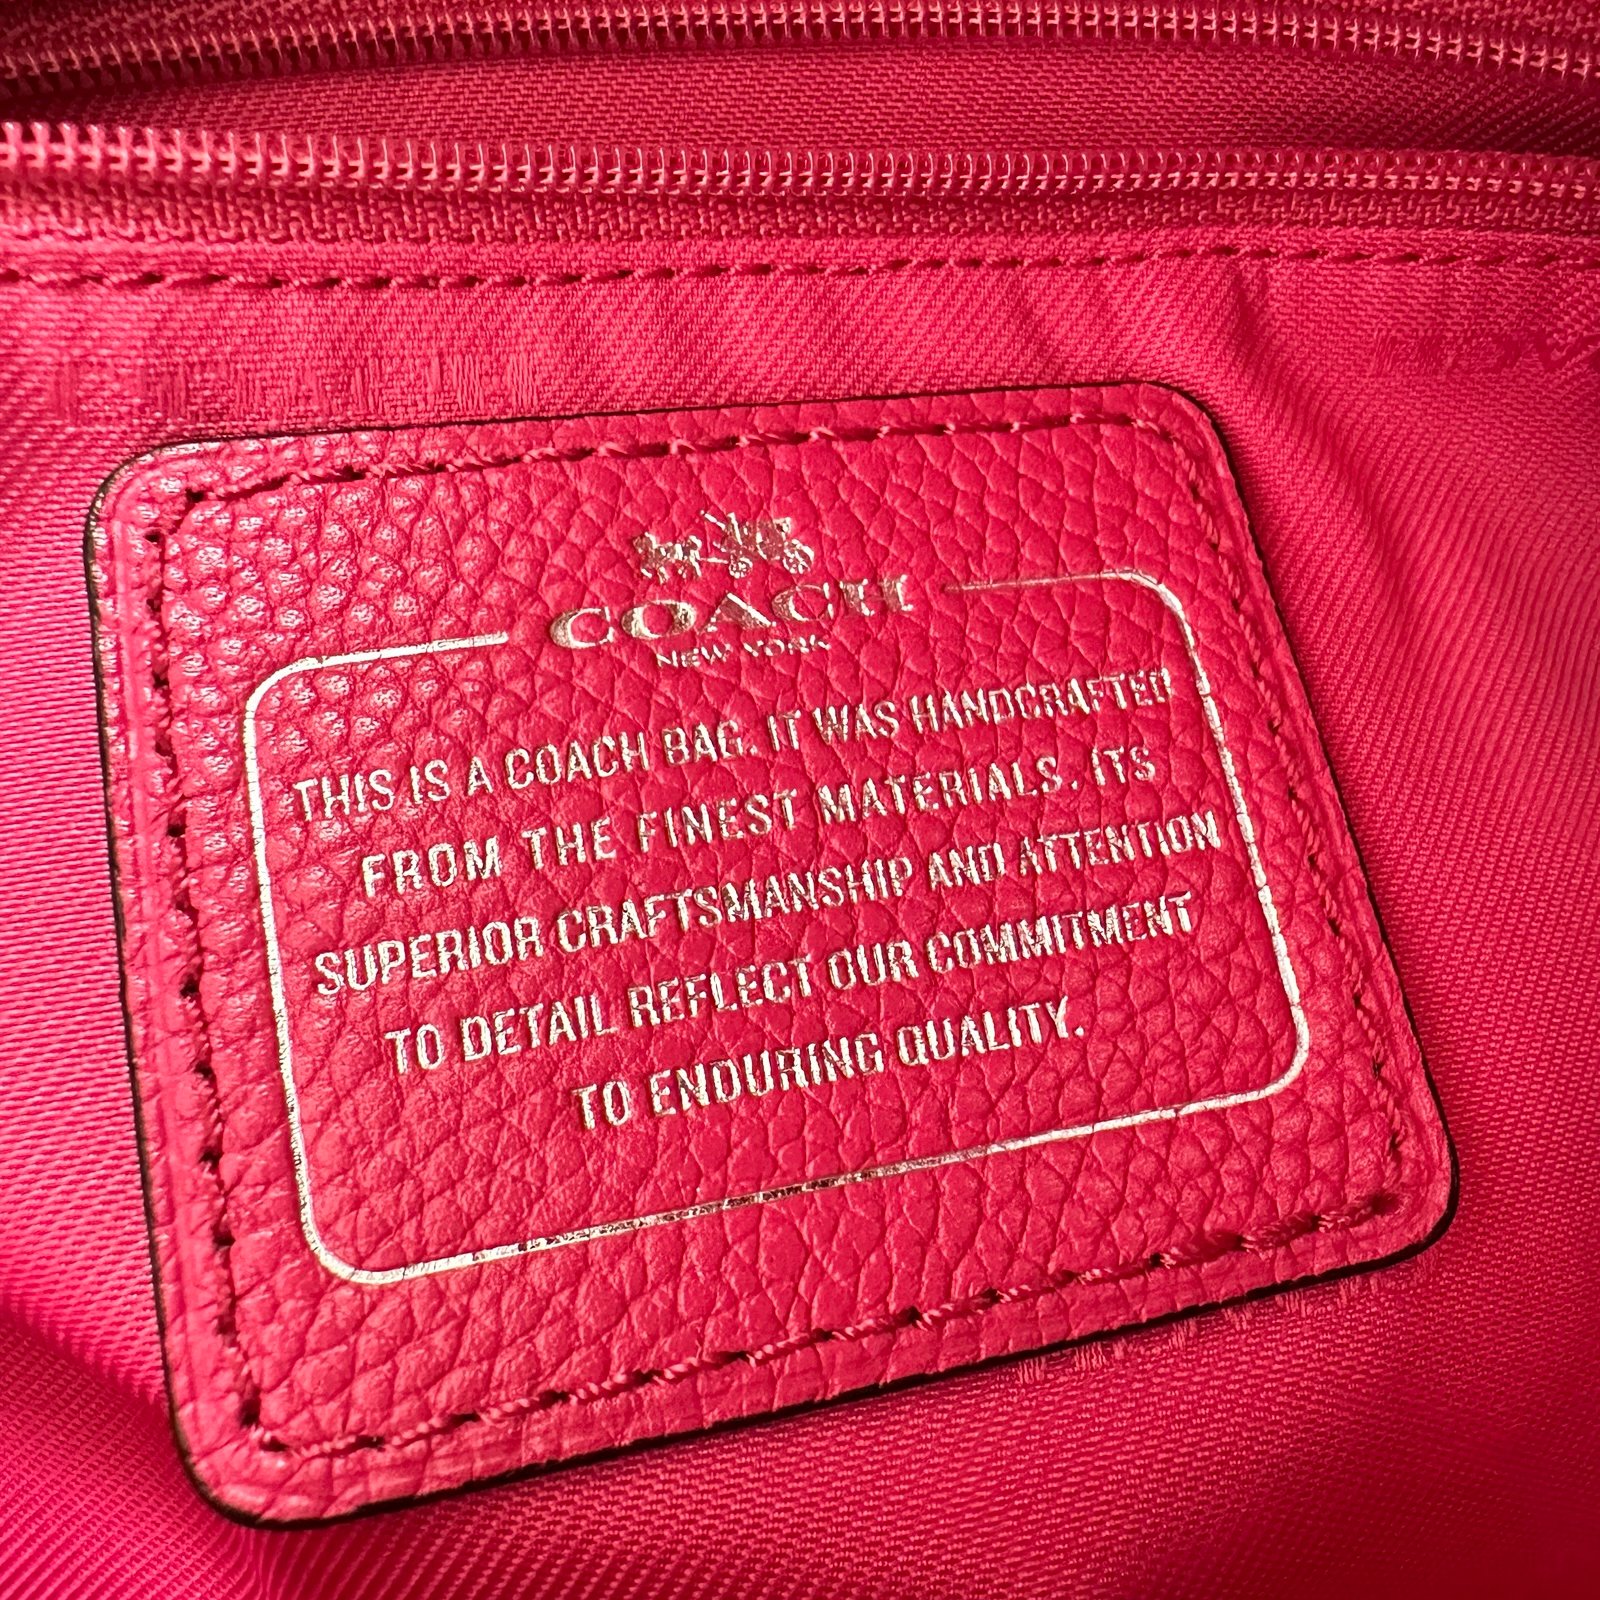 COACH
NEW YORK
THIS IS A COACH BAG. IT WAS HANDCRAFTED
FROM THE FINEST MATERIALS. ITS
SUPERIOR CRAFTSMANSHIP AND ATTENTION
TO DETAIL REFLECT OUR COMMITMENT
TO ENDURING QUALITY.